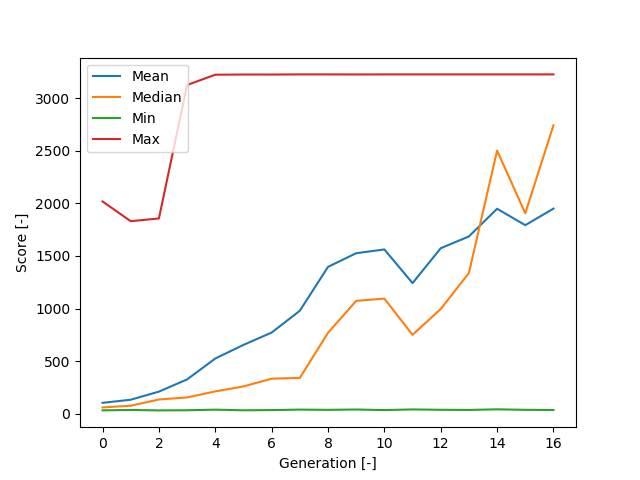 Mean
Median
Min
Max
3000
2500
2000
1500
1000
500
0
Score [-]
0 2 4 6 8 10 12 14 16
Generation [-]